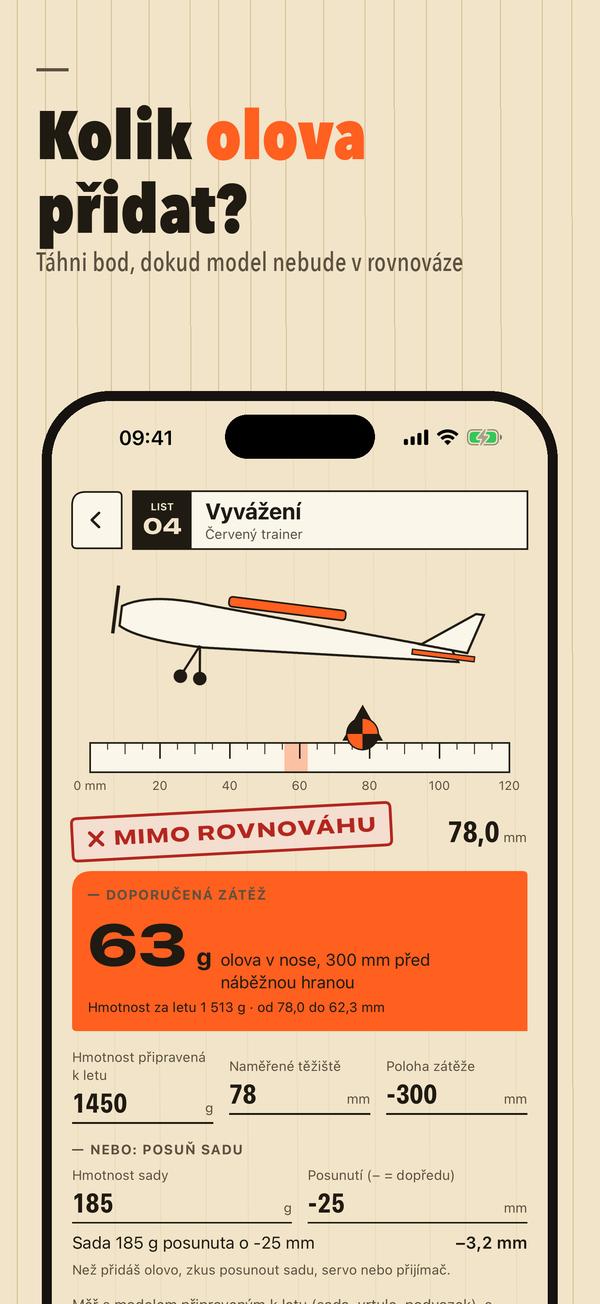 Kolik olova
přidat?
Táhni bod, dokud model nebude v rovnováze
09:41
LIST
04
Vyvážení
Červený trainer
0 mm 20 40 60 80 100 120
× MIMO ROVNOVÁHU
78,0 mm
— DOPORUČENÁ ZÁTĚŽ
63 g olova v nose, 300 mm před
náběžnou hranou
Hmotnost za letu 1 513 g · od 78,0 do 62,3 mm
Hmotnost připravená
k letu
1450 g
Naměřené těžiště
78 mm
Poloha zátěže
-300 mm
— NEBO: POSUŇ SADU
Hmotnost sady
185 g
Posunutí (– = dopředu)
-25 mm
Sada 185 g posunuta o -25 mm −3,2 mm
Než přidáš olovo, zkus posunout sadu, servo nebo přijímač.